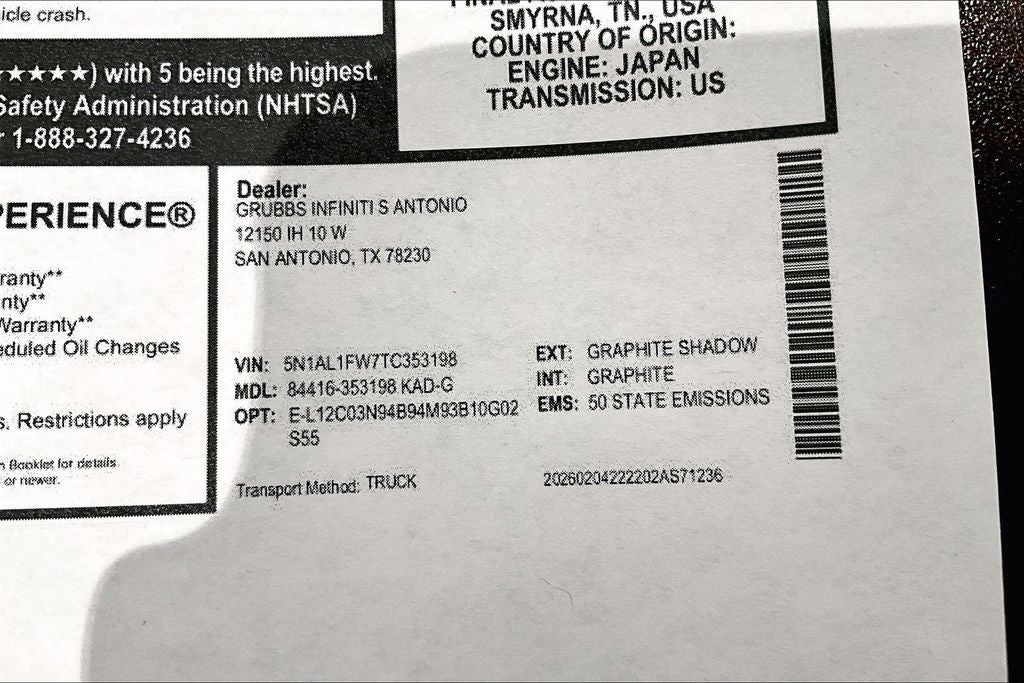 icle crash.
★★★★) with 5 being the highest.
Safety Administration (NHTSA)
1-888-327-4236
SMYRNA, TN., USA
COUNTRY OF ORIGIN:
ENGINE: JAPAN
TRANSMISSION: US
PERIENCE®
ranty**
nty**
Warranty**
eduled Oil Changes
s. Restrictions apply
n Booklet for details
or newer.
Dealer:
GRUBBS INFINITI S ANTONIO
12150 IH 10 W
SAN ANTONIO, TX 78230
VIN: 5N1AL1FW7TC353198
MDL: 84416-353198 KAD-G
OPT: E-L12C03N94B94M93B10G02
S55
EXT: GRAPHITE SHADOW
INT: GRAPHITE
EMS: 50 STATE EMISSIONS
Transport Method: TRUCK
20260204222202AS71236